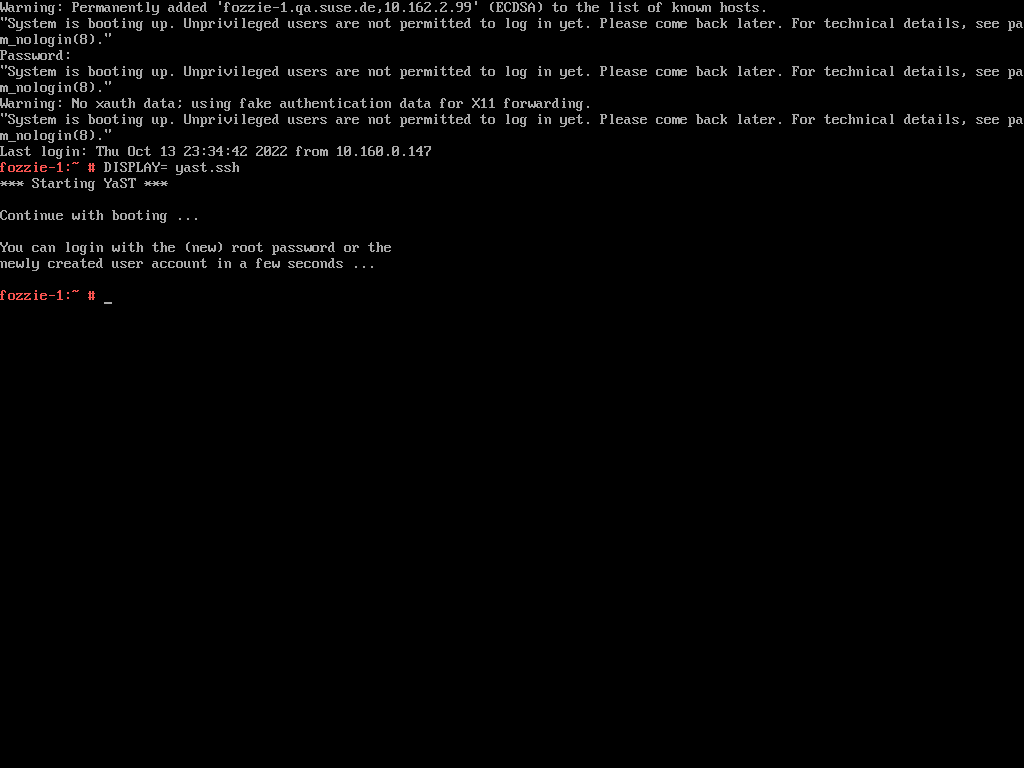 Warning: Permanently added 'fozzie-1.qa.suse.de,10.162.2.99' (ECDSA) to the list of known hosts.
"System is booting up. Unprivileged users are not permitted to log in yet. Please come back later. For technical details, see pa
m_nologin(8)."
Password:
"System is booting up. Unprivileged users are not permitted to log in yet. Please come back later. For technical details, see pa
m_nologin(8)."
Warning: No xauth data; using fake authentication data for X11 forwarding.
"System is booting up. Unprivileged users are not permitted to log in yet. Please come back later. For technical details, see pa
m_nologin(8)."
Last login: Thu Oct 13 23:34:42 2022 from 10.160.0.147
fozzie-1:~ # DISPLAY= yast.ssh
*** Starting YaST ***
Continue with booting ...
You can login with the (new) root password or the
newly created user account in a few seconds ...
fozzie-1:~ # _